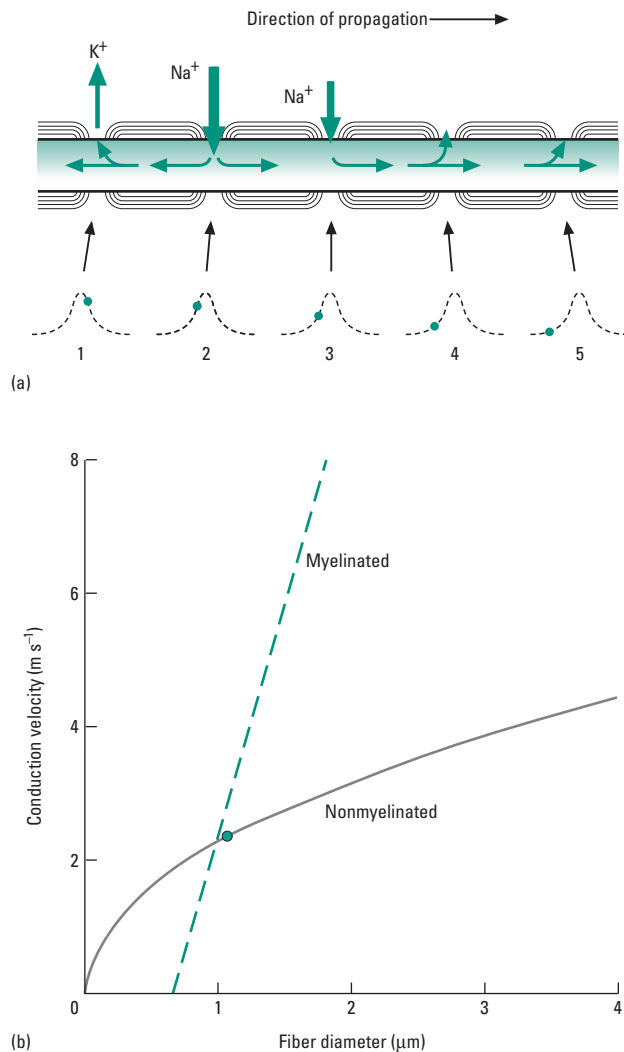 Direction of propagation
K+
Na+
Na+
1 2 3 4 5
(a)
8
6
4
2
0
1 2 3 4
Conduction velocity (m s−1)
Myelinated
Nonmyelinated
Fiber diameter (μm)
(b)